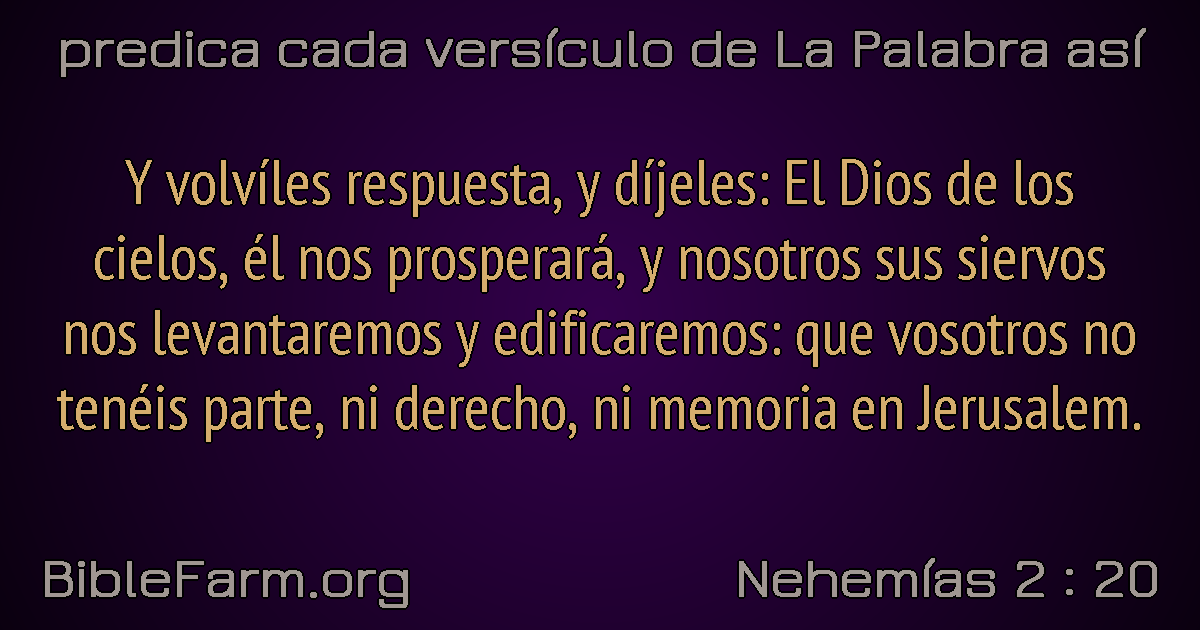 predica cada versículo de La Palabra así
Y volvíles respuesta, y díjeles: El Dios de los
cielos, él nos prosperará, y nosotros sus siervos
nos levantaremos y edificaremos: que vosotros no
tenéis parte, ni derecho, ni memoria en Jerusalem.
BibleFarm.org
Nehemías 2 : 20